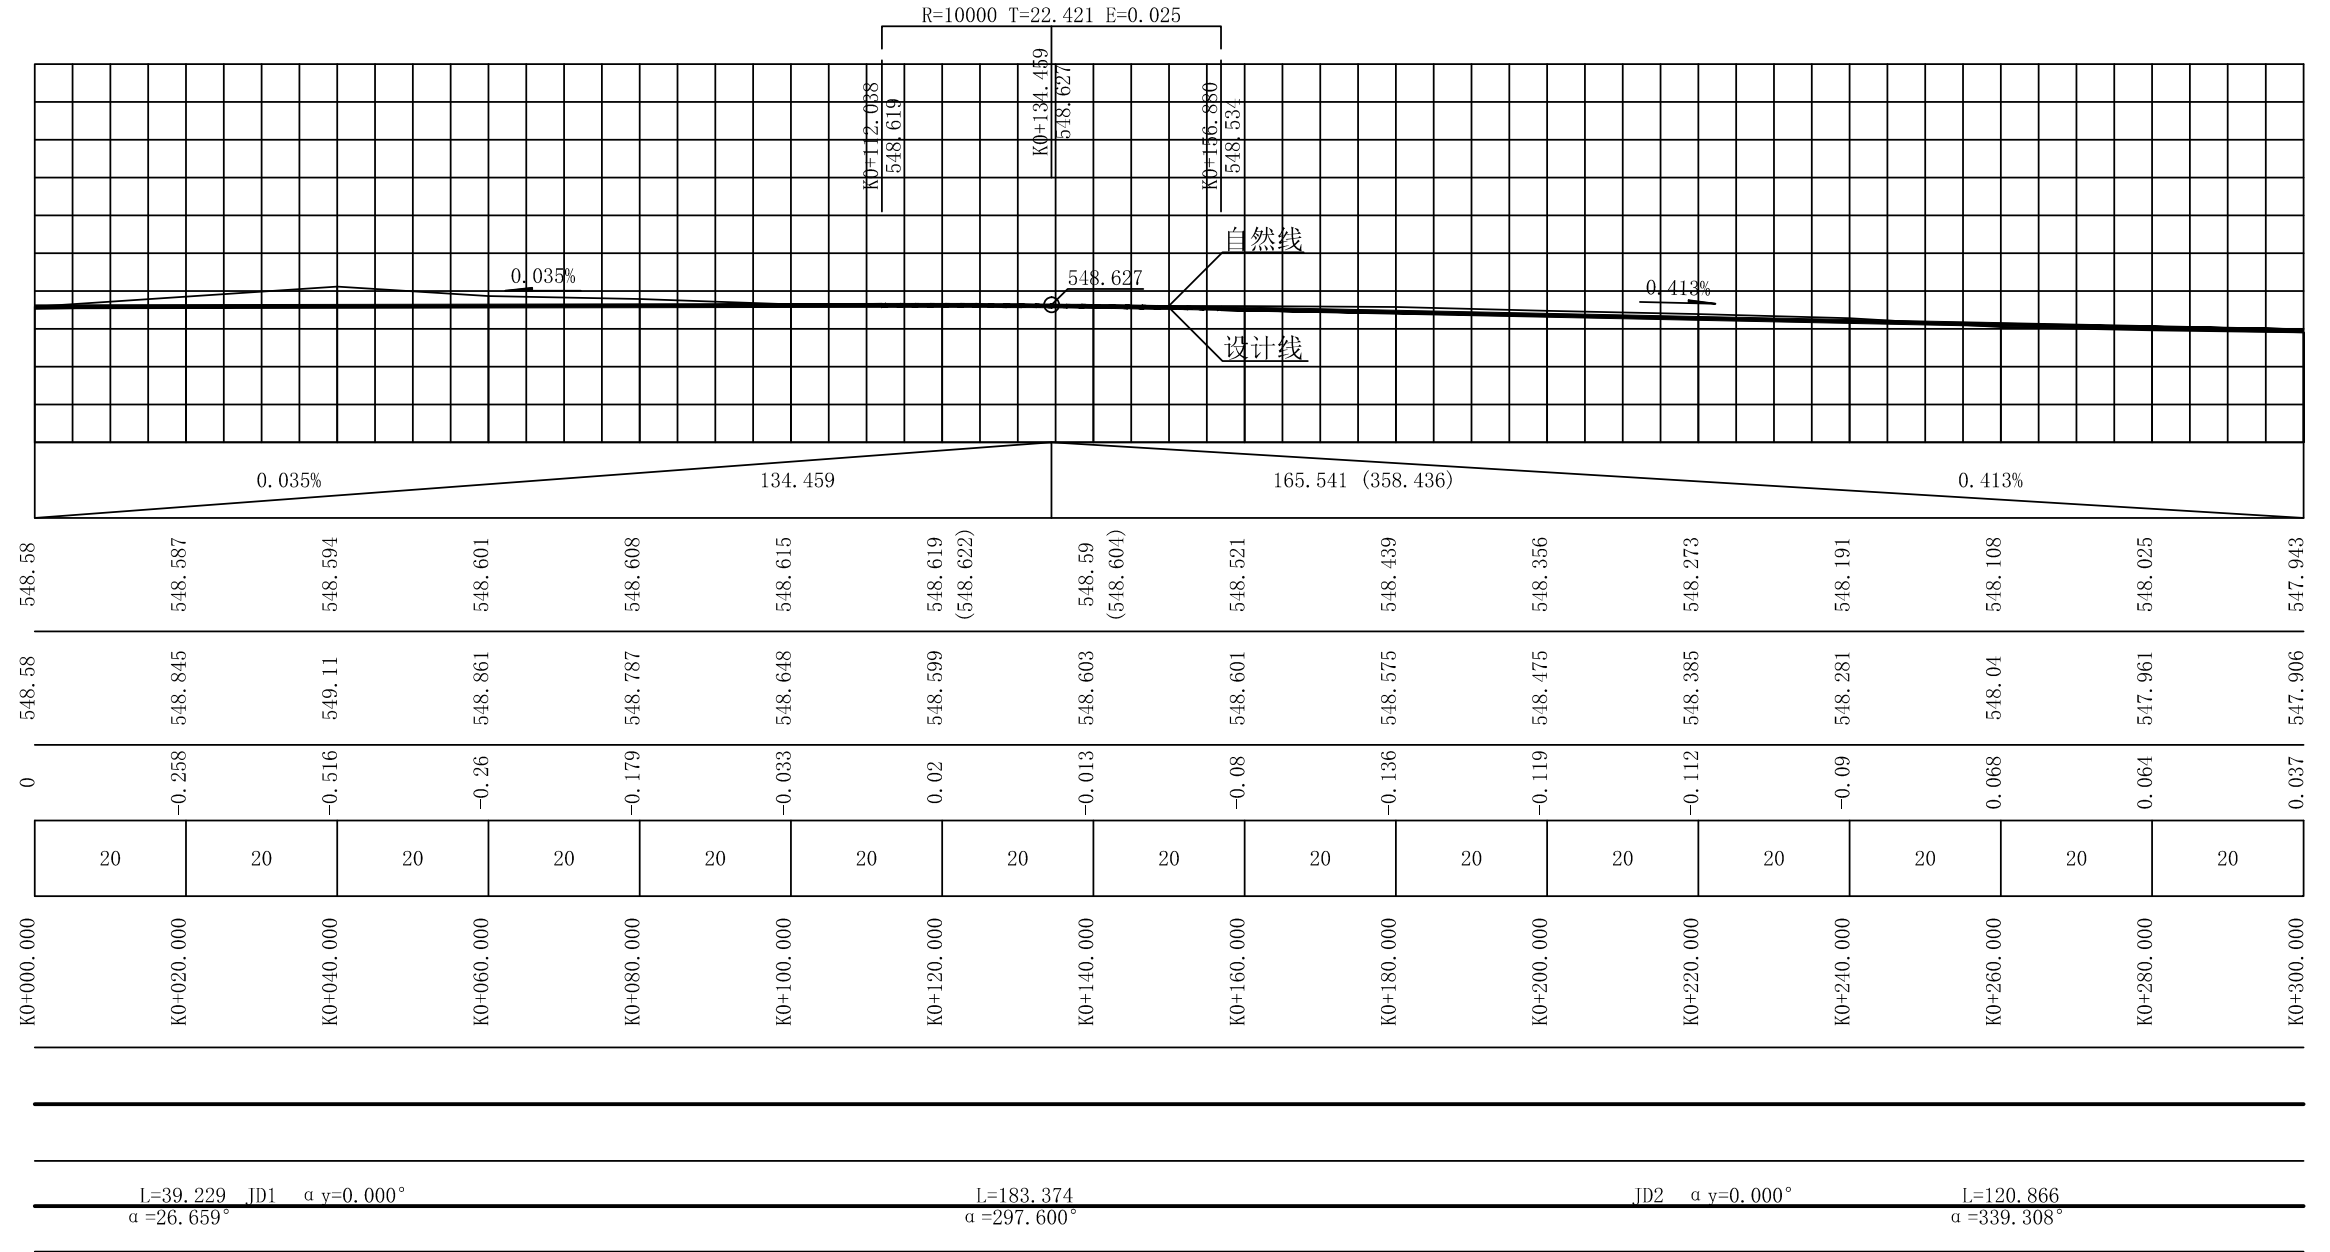 R=10000 T=22.421 E=0.025
K0+112.038
548.619
K0+134.459
548.627
K0+156.880
548.534
自然线
0.035%
548.627
0.413%
设计线
0.035% 134.459 165.541 (358.436) 0.413%
548.58 548.587 548.594 548.601 548.608 548.615 548.619 (548.622) 548.59 (548.604) 548.521 548.439 548.356 548.273 548.191 548.108 548.025 547.943
548.58 548.845 549.11 548.861 548.787 548.648 548.599 548.603 548.601 548.575 548.475 548.385 548.281 548.04 547.961 547.906
0 -0.258 -0.516 -0.26 -0.179 -0.033 0.02 -0.013 -0.08 -0.136 -0.119 -0.112 -0.09 0.068 0.064 0.037
20 20 20 20 20 20 20 20 20 20 20 20 20 20 20
K0+000.000 K0+020.000 K0+040.000 K0+060.000 K0+080.000 K0+100.000 K0+120.000 K0+140.000 K0+160.000 K0+180.000 K0+200.000 K0+220.000 K0+240.000 K0+260.000 K0+280.000 K0+300.000
L=39.229 JD1 αy=0.000° L=183.374 JD2 αy=0.000° L=120.866
α=26.659° α=297.600° α=339.308°